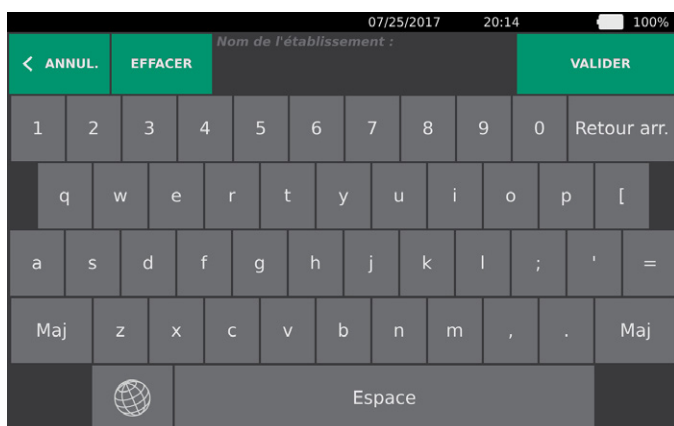 07/25/2017 20:14 100%
Nom de l'établissement :
< ANNUL. EFFACER VALIDER
1 2 3 4 5 6 7 8 9 0 Retour arr.
q w e r t y u i o p [
a s d f g h j k l ; ' =
Maj z x c v b n m , . Maj
Espace